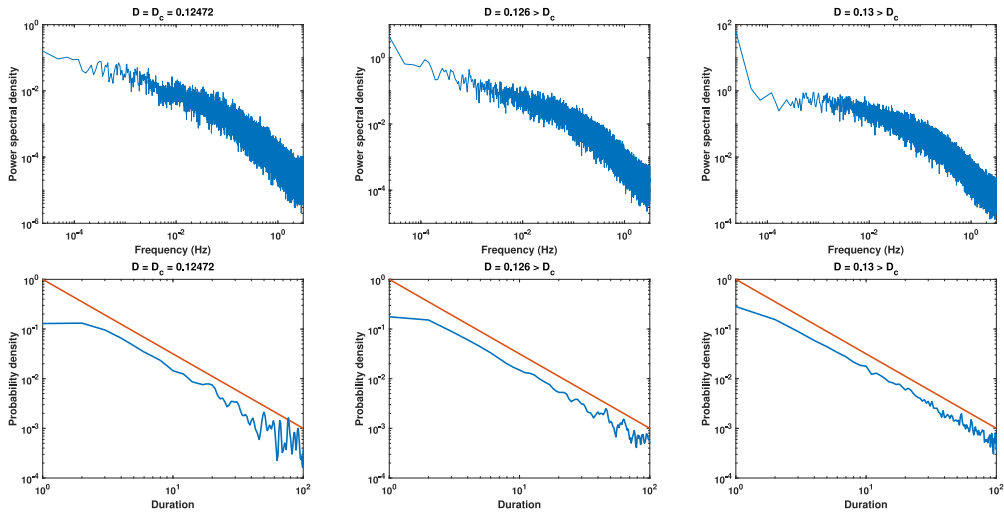 D = D_c = 0.12472
D = 0.126 > D_c
D = 0.13 > D_c
Power spectral density
10^0
10^-2
10^-4
10^-6
10^-4
10^-2
10^0
Frequency (Hz)
Power spectral density
10^0
10^-2
10^-4
10^-4
10^-2
10^0
Frequency (Hz)
Power spectral density
10^2
10^0
10^-2
10^-4
10^-4
10^-2
10^0
Frequency (Hz)
D = D_c = 0.12472
D = 0.126 > D_c
D = 0.13 > D_c
Probability density
10^0
10^-1
10^-2
10^-3
10^-4
10^0
10^1
10^2
Duration
Probability density
10^0
10^-1
10^-2
10^-3
10^-4
10^0
10^1
10^2
Duration
Probability density
10^0
10^-1
10^-2
10^-3
10^-4
10^0
10^1
10^2
Duration